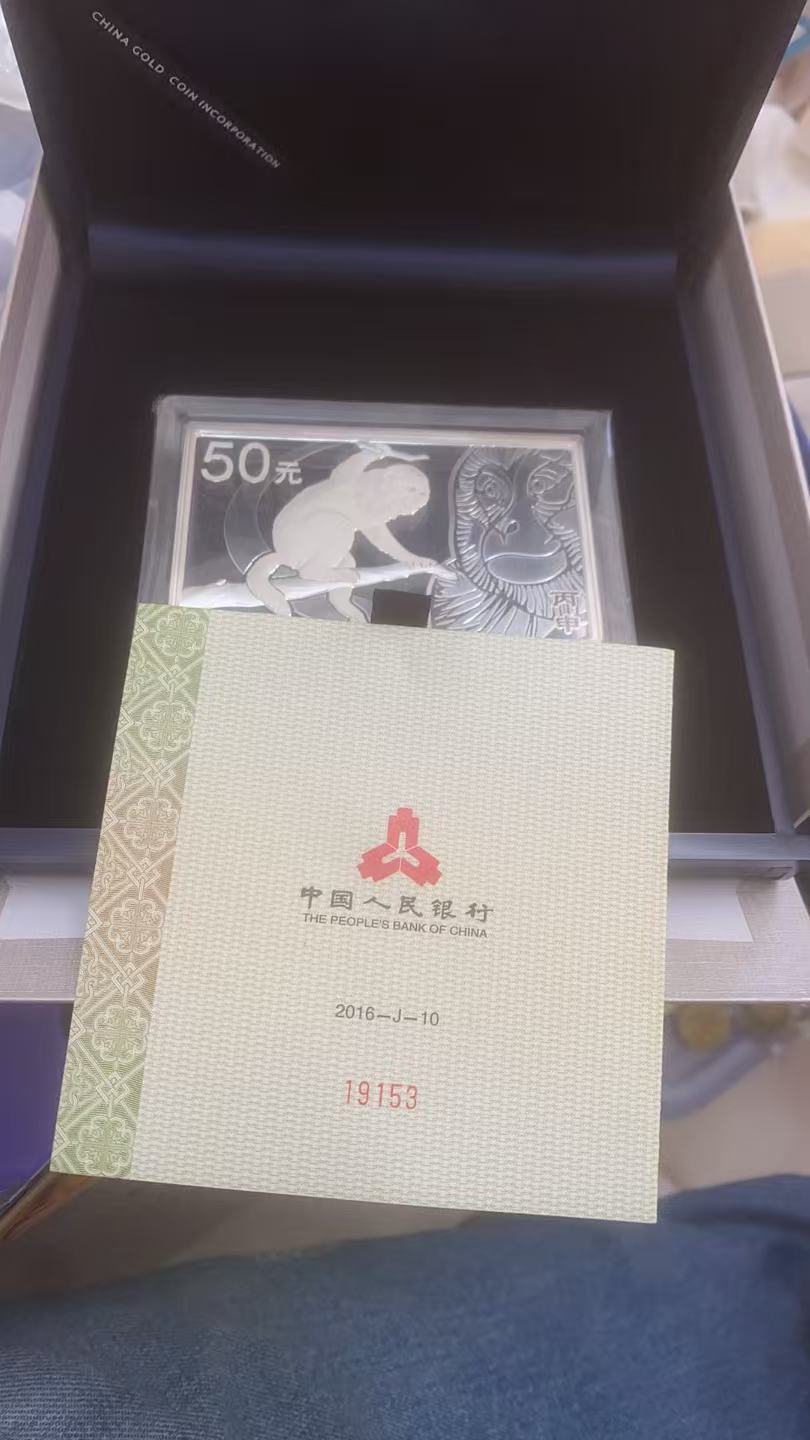 CHINA GOLD COIN INCORPORATION
50元
丙申
中国人民银行
THE PEOPLE'S BANK OF CHINA
2016—J—10
19153